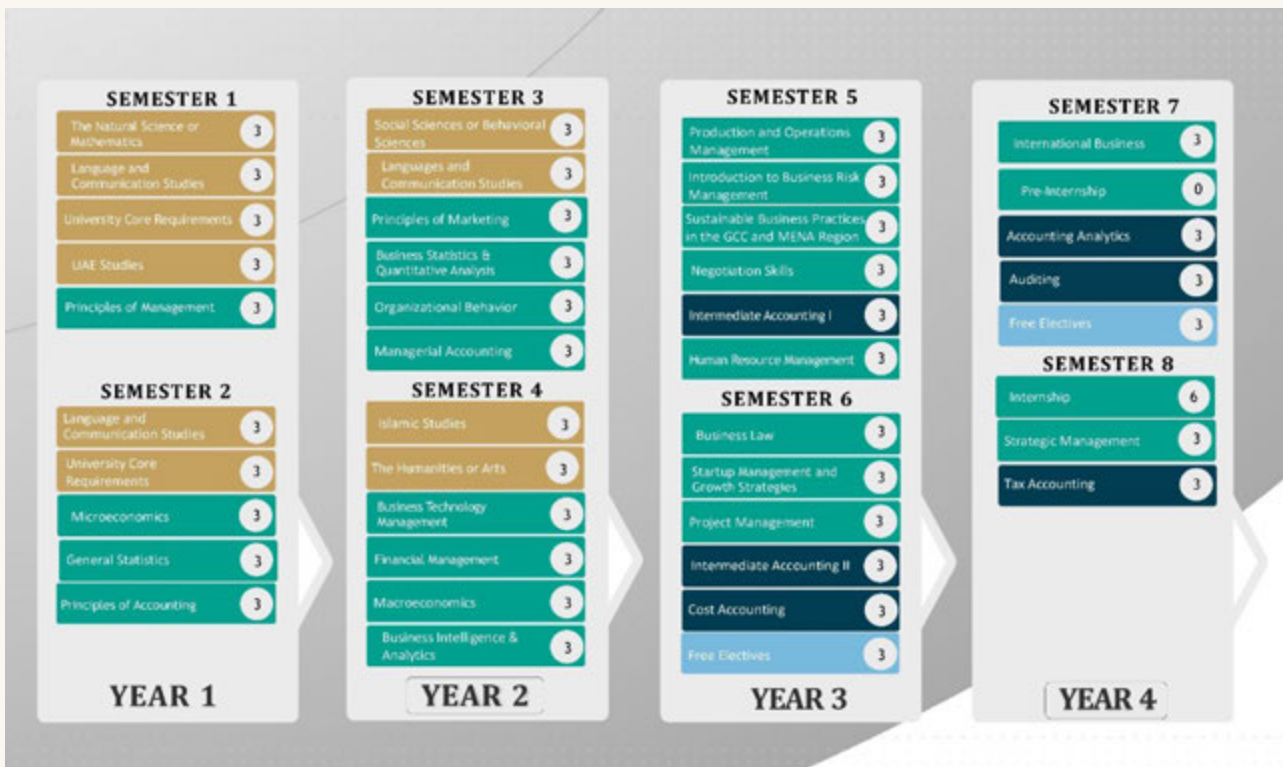 SEMESTER 1
The Natural Science or
Mathematics
3
Language and
Communication Studies
3
University Core Requirements
3
UAE Studies
3
Principles of Management
3
SEMESTER 2
Language and
Communication Studies
3
University Core
Requirements
3
Microeconomics
3
General Statistics
3
Principles of Accounting
3
YEAR 1
SEMESTER 3
Social Sciences or Behavioral
Sciences
3
Languages and
Communication Studies
3
Principles of Marketing
3
Business Statistics &
Quantitative Analysis
3
Organizational Behavior
3
Managerial Accounting
3
SEMESTER 4
Islamic Studies
3
The Humanities or Arts
3
Business Technology
Management
3
Financial Management
3
Macroeconomics
3
Business Intelligence &
Analytics
3
YEAR 2
SEMESTER 5
Production and Operations
Management
3
Introduction to Business Risk
Management
3
Sustainable Business Practices
in the GCC and MENA Region
3
Negotiation Skills
3
Intermediate Accounting I
3
Human Resource Management
3
SEMESTER 6
Business Law
3
Startup Management and
Growth Strategies
3
Project Management
3
Intermediate Accounting II
3
Cost Accounting
3
Free Electives
3
YEAR 3
SEMESTER 7
International Business
3
Pre-Internship
0
Accounting Analytics
3
Auditing
3
Free Electives
3
SEMESTER 8
Internship
6
Strategic Management
3
Tax Accounting
3
YEAR 4